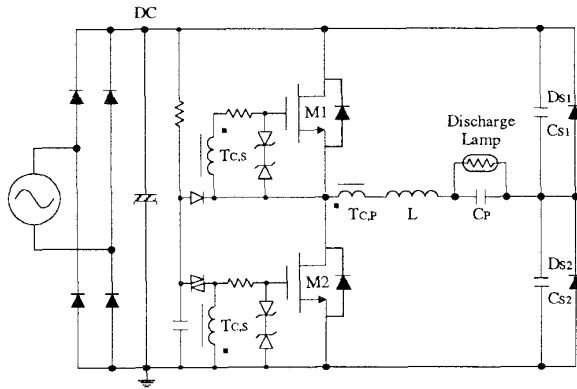 DC
M1
TC,S
Discharge
Lamp
DS1
CS1
TC,P
L
CP
M2
TC,S
DS2
CS2